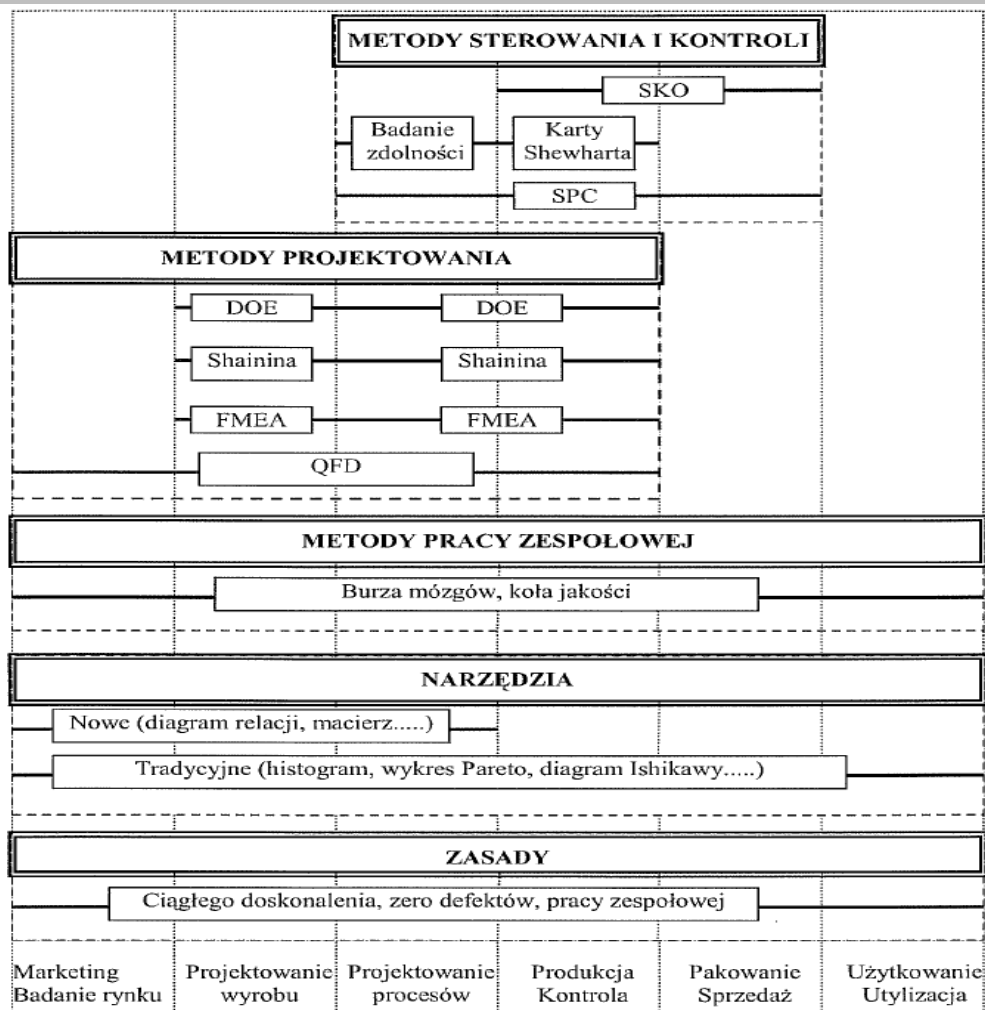 METODY STEROWANIA I KONTROLI
SKO
Badanie
zdolności
Karty
Shewharta
SPC
METODY PROJEKTOWANIA
DOE
DOE
Shainina
Shainina
FMEA
FMEA
QFD
METODY PRACY ZESPOŁOWEJ
Burza mózgów, koła jakości
NARZĘDZIA
Nowe (diagram relacji, macierz.....)
Tradycyjne (histogram, wykres Pareto, diagram Ishikawy.....)
ZASADY
Ciągłego doskonalenia, zero defektów, pracy zespołowej
Marketing
Badanie rynku
Projektowanie
wyrobu
Projektowanie
procesów
Produkcja
Kontrola
Pakowanie
Sprzedaż
Użytkowanie
Utylizacja